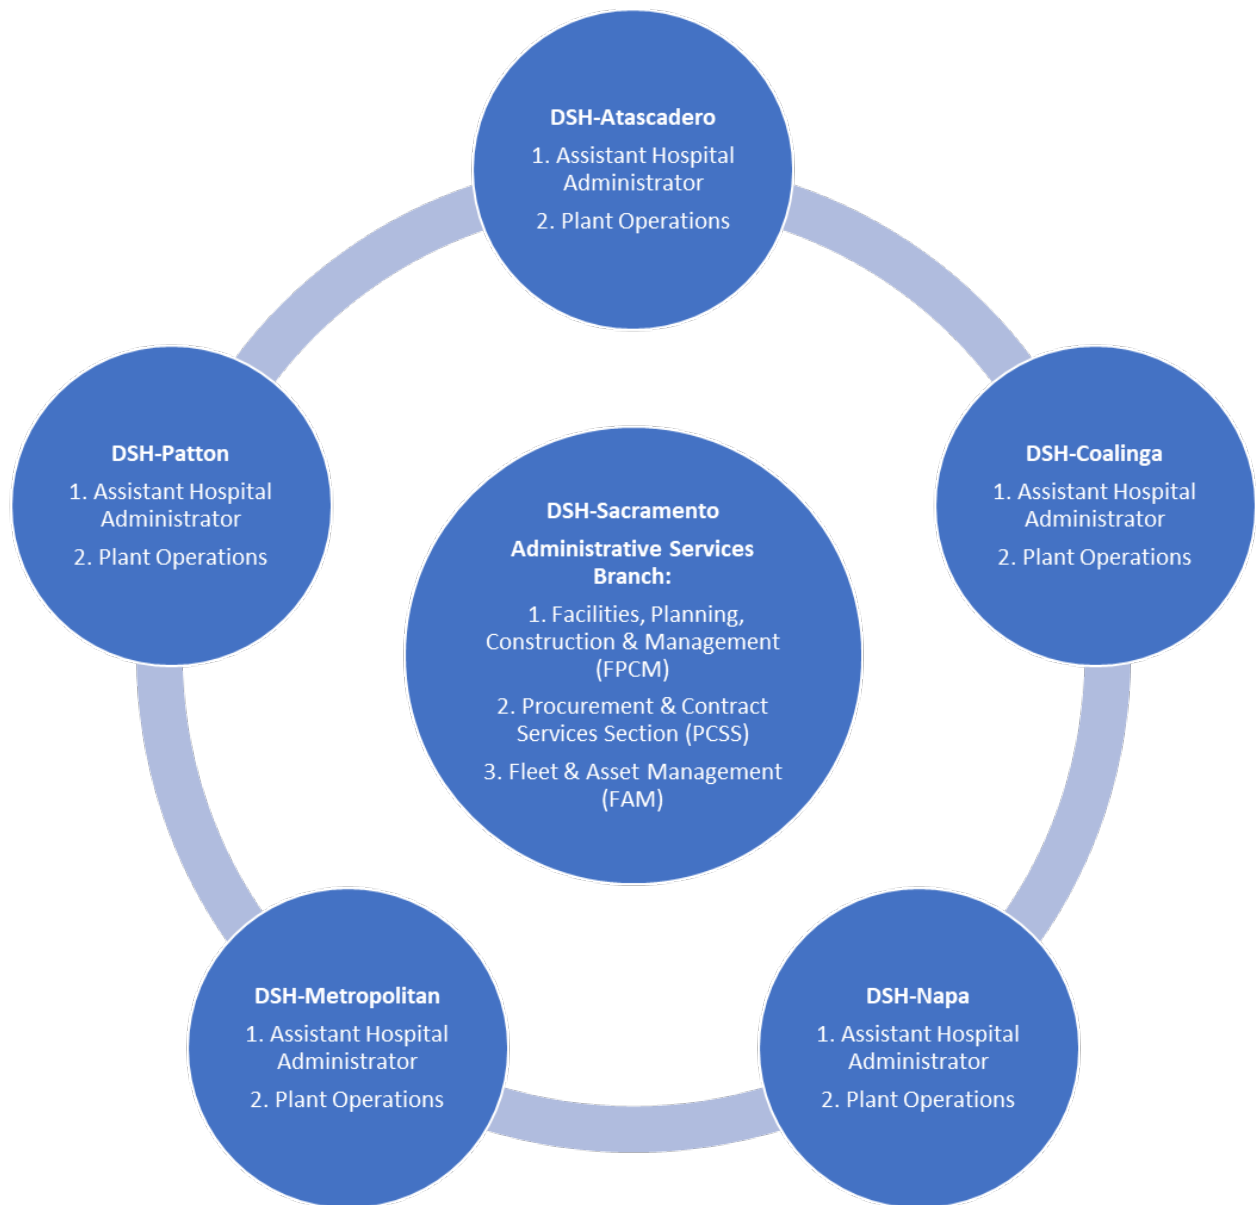 DSH-Atascadero
1. Assistant Hospital
Administrator
2. Plant Operations
DSH-Patton
1. Assistant Hospital
Administrator
2. Plant Operations
DSH-Coalinga
1. Assistant Hospital
Administrator
2. Plant Operations
DSH-Sacramento
Administrative Services
Branch:
1. Facilities, Planning,
Construction & Management
(FPCM)
2. Procurement & Contract
Services Section (PCSS)
3. Fleet & Asset Management
(FAM)
DSH-Metropolitan
1. Assistant Hospital
Administrator
2. Plant Operations
DSH-Napa
1. Assistant Hospital
Administrator
2. Plant Operations